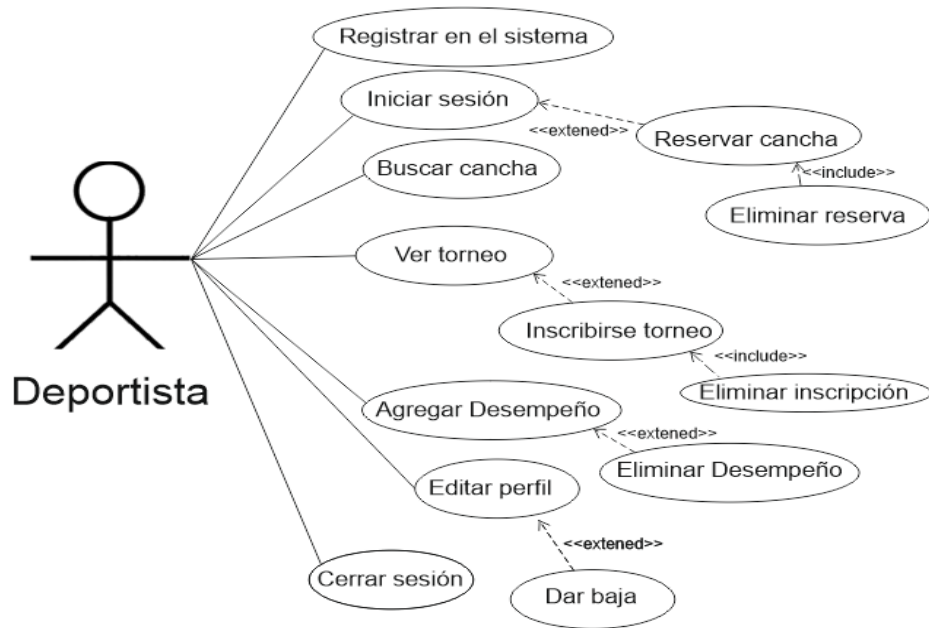 Registrar en el sistema
Iniciar sesión
<<extened>>
Reservar cancha
Buscar cancha
<<include>>
Eliminar reserva
Ver torneo
<<extened>>
Inscribirse torneo
<<include>>
Eliminar inscripción
Deportista
Agregar Desempeño
<<extened>>
Eliminar Desempeño
Editar perfil
<<extened>>
Cerrar sesión
Dar baja